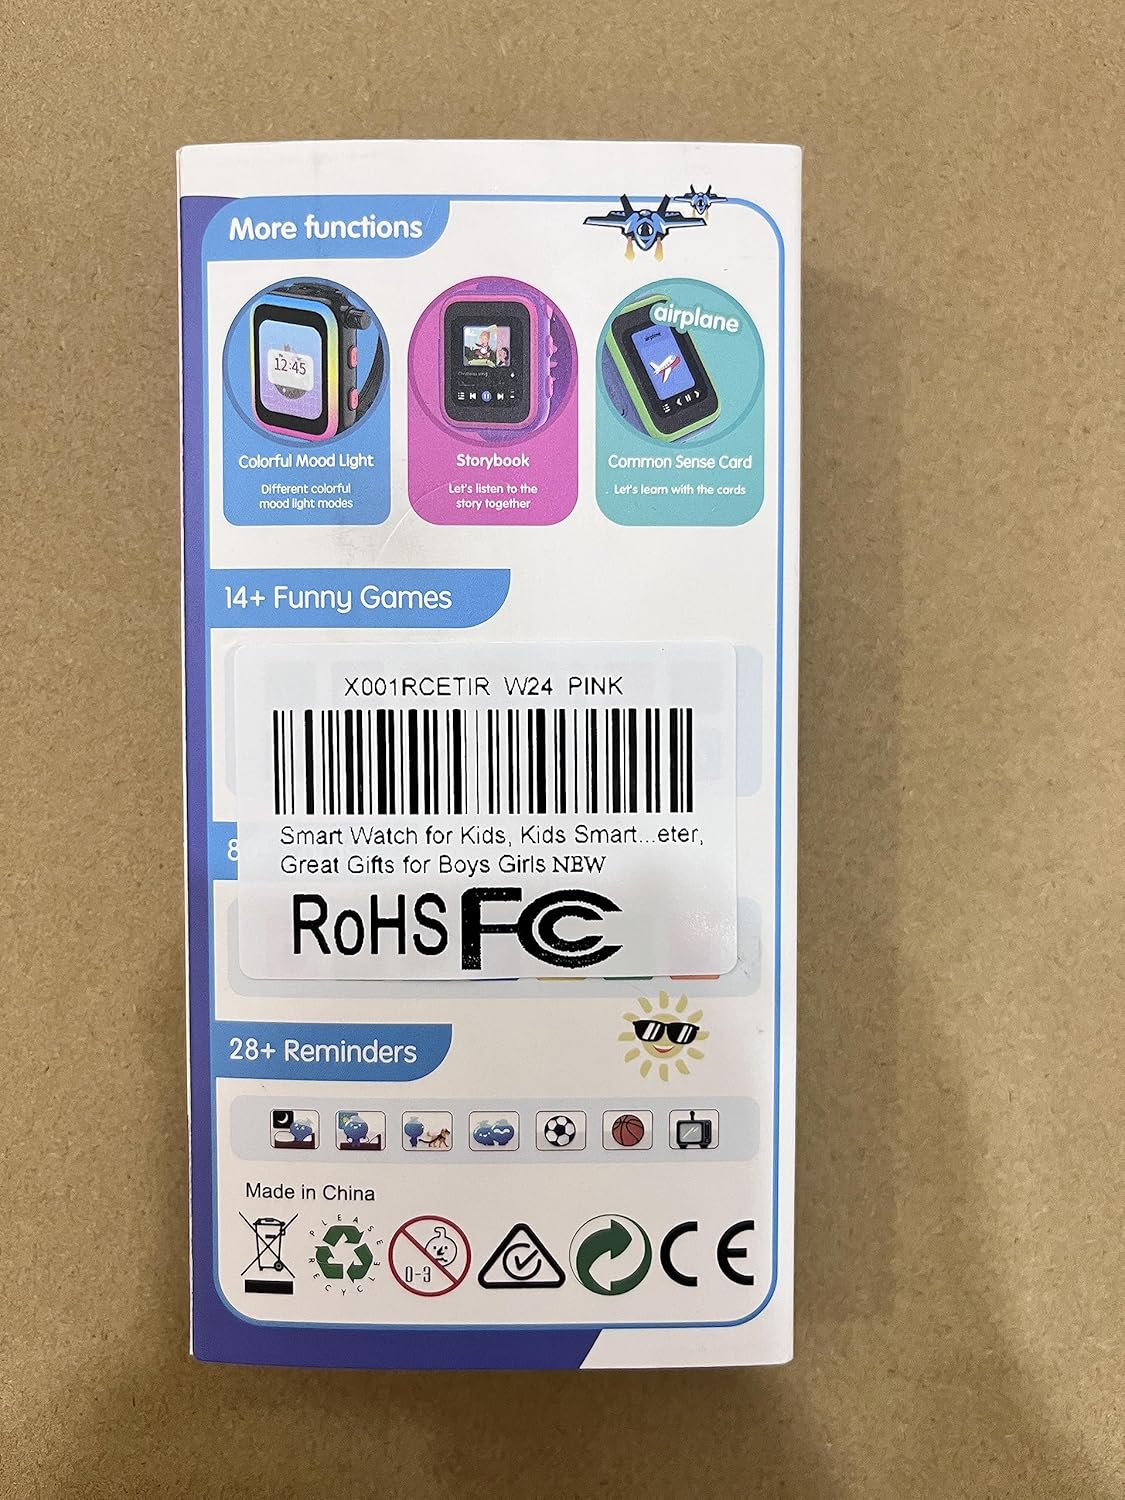 More functions
12:45
airplane
airplane
Colorful Mood Light
Storybook
Common Sense Card
Different colorful
mood light modes
Let's listen to the
story together
Let's learn with the cards
14+ Funny Games
X001RCETIR W24 PINK
8
Smart Watch for Kids, Kids Smart...eter,
Great Gifts for Boys Girls NEW
RoHS FC
28+ Reminders
Made in China
PLEASE
RECYCLE
0-3
CE